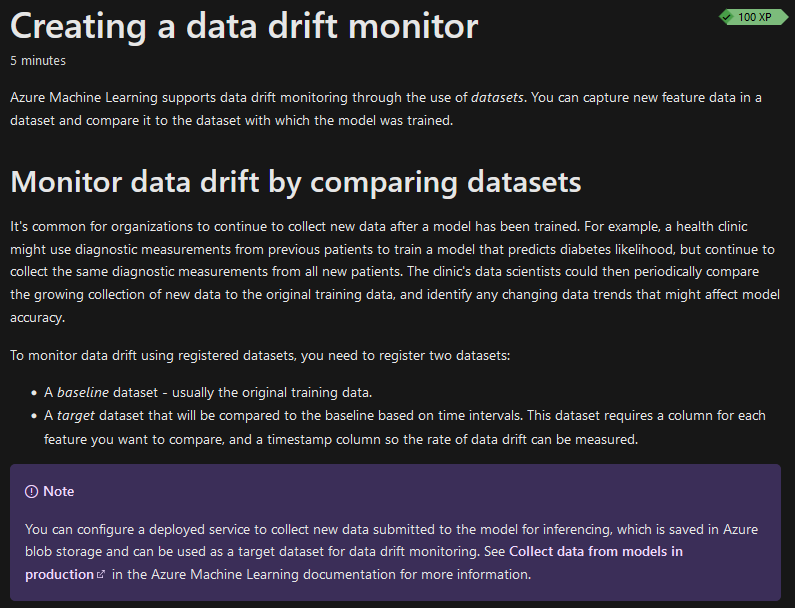 Creating a data drift monitor
100 XP
5 minutes
Azure Machine Learning supports data drift monitoring through the use of datasets. You can capture new feature data in a
dataset and compare it to the dataset with which the model was trained.
Monitor data drift by comparing datasets
It's common for organizations to continue to collect new data after a model has been trained. For example, a health clinic
might use diagnostic measurements from previous patients to train a model that predicts diabetes likelihood, but continue to
collect the same diagnostic measurements from all new patients. The clinic's data scientists could then periodically compare
the growing collection of new data to the original training data, and identify any changing data trends that might affect model
accuracy.
To monitor data drift using registered datasets, you need to register two datasets:
• A baseline dataset - usually the original training data.
• A target dataset that will be compared to the baseline based on time intervals. This dataset requires a column for each
feature you want to compare, and a timestamp column so the rate of data drift can be measured.
Note
You can configure a deployed service to collect new data submitted to the model for inferencing, which is saved in Azure
blob storage and can be used as a target dataset for data drift monitoring. See Collect data from models in
production in the Azure Machine Learning documentation for more information.